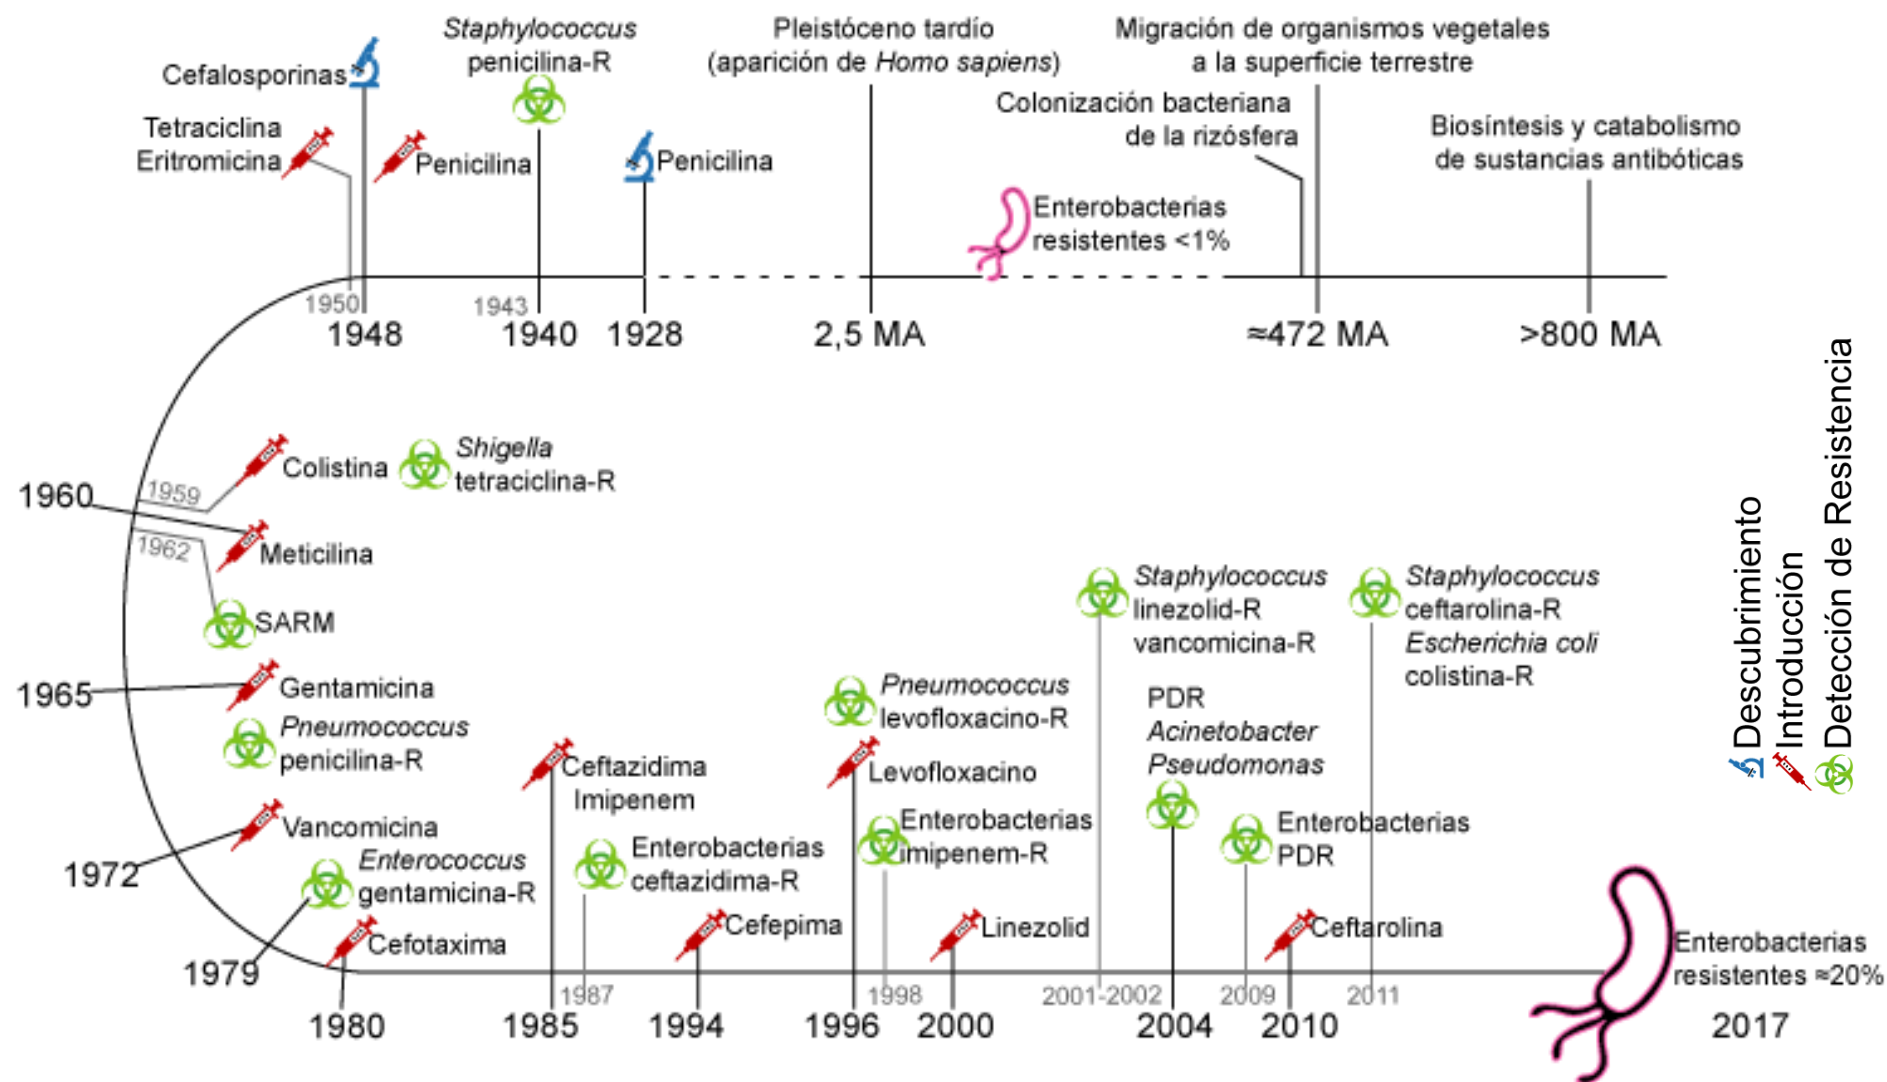 Cefalosporinas
Tetraciclina
Eritromicina
Staphylococcus
penicilina-R
Penicilina
Penicilina
Pleistóceno tardío
(aparición de Homo sapiens)
Enterobacterias
resistentes <1%
Migración de organismos vegetales
a la superficie terrestre
Colonización bacteriana
de la rizósfera
Biosíntesis y catabolismo
de sustancias antibóticas
1950
1948
1943
1940
1928
2,5 MA
≈472 MA
>800 MA
1959
Colistina
Shigella
tetraciclina-R
1960
Meticilina
1962
SARM
1965
Gentamicina
Pneumococcus
penicilina-R
1972
Vancomicina
Enterococcus
gentamicina-R
1979
Cefotaxima
1980
Ceftazidima
Imipenem
1985
Enterobacterias
ceftazidima-R
1987
Cefepima
1994
Pneumococcus
levofloxacino-R
Levofloxacino
1996
Enterobacterias
imipenem-R
1998
Linezolid
2000
Staphylococcus
linezolid-R
vancomicina-R
2001-2002
PDR
Acinetobacter
Pseudomonas
2004
Enterobacterias
PDR
2009
Ceftarolina
2010
Staphylococcus
ceftarolina-R
Escherichia coli
colistina-R
2011
Enterobacterias
resistentes ≈20%
2017
Descubrimiento
Introducción
Detección de Resistencia